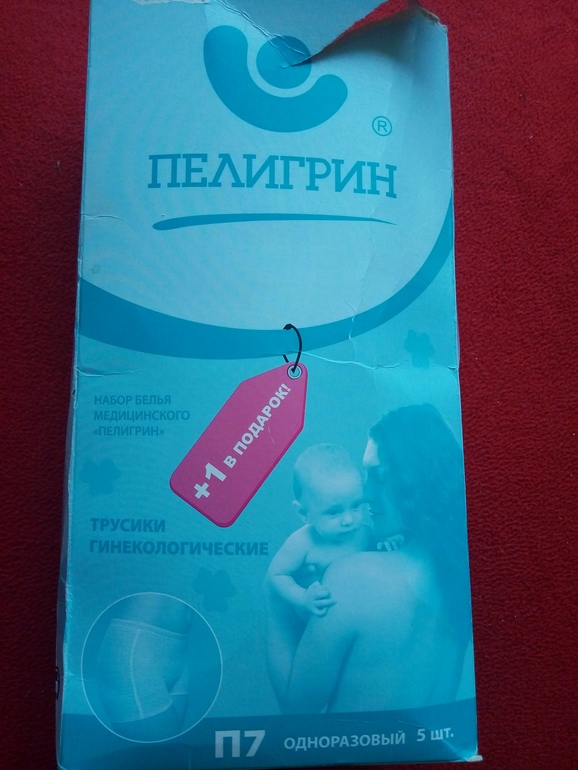 ®
ПЕЛИГРИН
+1 В ПОДАРОК!
НАБОР БЕЛЬЯ
МЕДИЦИНСКОГО
«ПЕЛИГРИН»
ТРУСИКИ
ГИНЕКОЛОГИЧЕСКИЕ
П7 ОДНОРАЗОВЫЙ 5 шт.